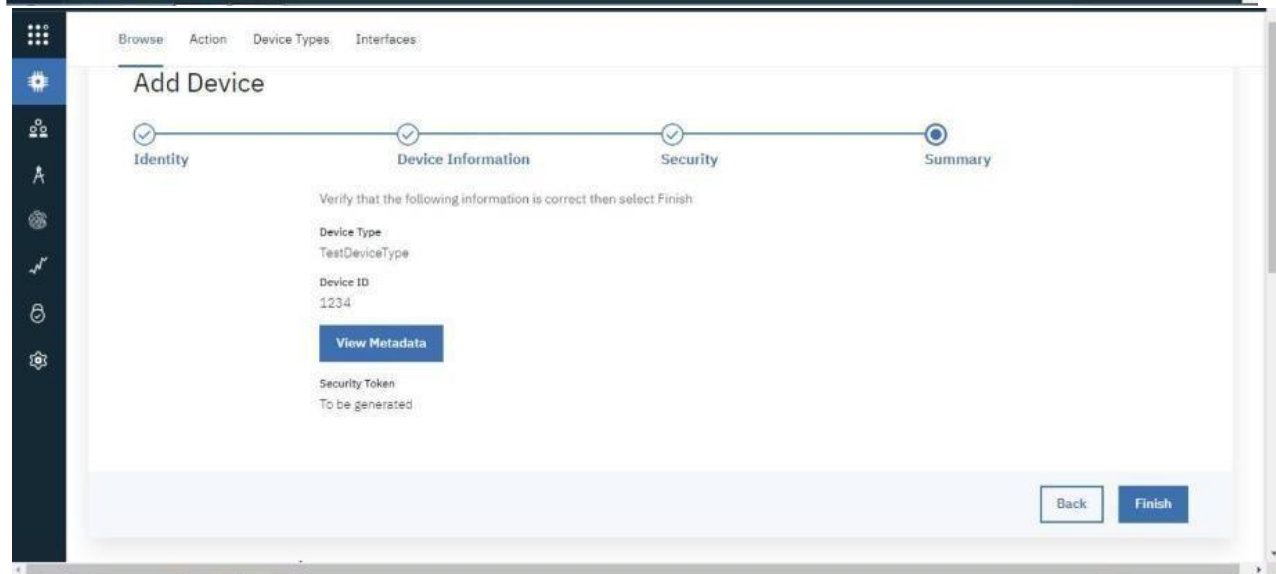 Browse Action Device Types Interfaces
Add Device
Identity Device Information Security Summary
Verify that the following information is correct then select Finish
Device Type
TestDeviceType
Device ID
1234
View Metadata
Security Token
To be generated
Back Finish